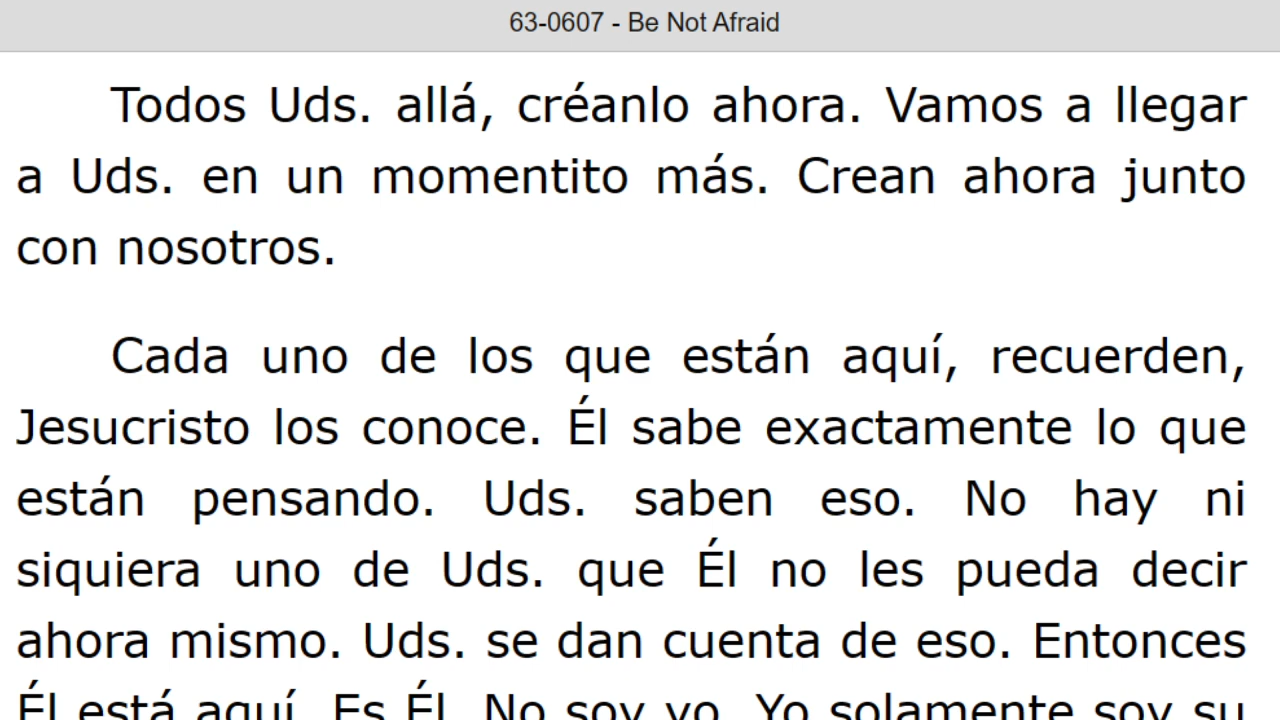 63-0607 - Be Not Afraid
Todos Uds. allá, créanlo ahora. Vamos a llegar
a Uds. en un momentito más. Crean ahora junto
con nosotros.
Cada uno de los que están aquí, recuerden,
Jesucristo los conoce. Él sabe exactamente lo que
están pensando. Uds. saben eso. No hay ni
siquiera uno de Uds. que Él no les pueda decir
ahora mismo. Uds. se dan cuenta de eso. Entonces
Él está aquí. Es Él. No soy yo. Yo solamente soy su